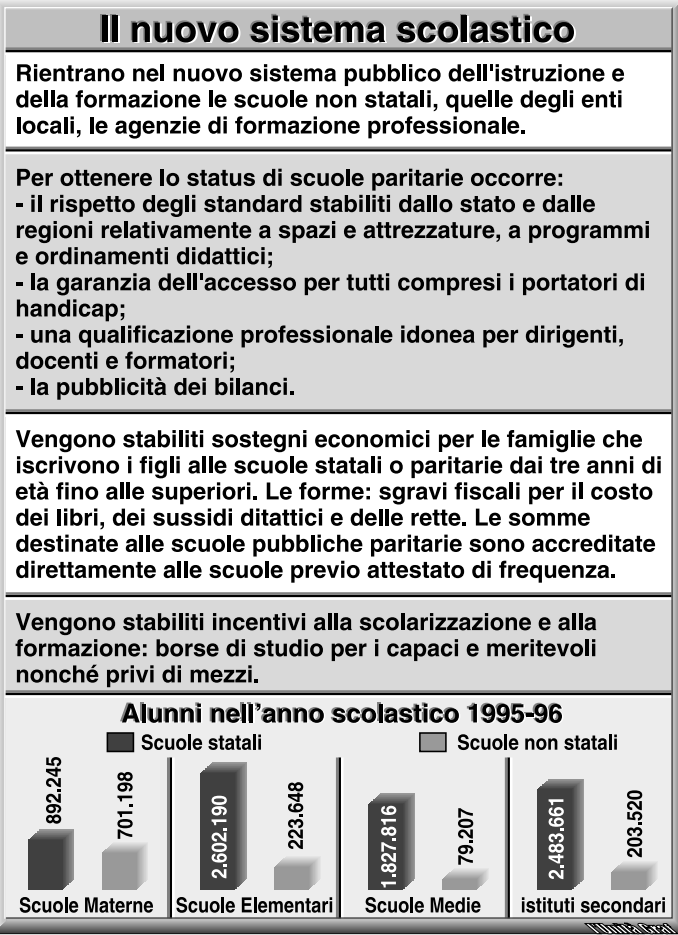 Il nuovo sistema scolastico
Rientrano nel nuovo sistema pubblico dell'istruzione e
della formazione le scuole non statali, quelle degli enti
locali, le agenzie di formazione professionale.
Per ottenere lo status di scuole paritarie occorre:
- il rispetto degli standard stabiliti dallo stato e dalle
regioni relativamente a spazi e attrezzature, a programmi
e ordinamenti didattici;
- la garanzia dell'accesso per tutti compresi i portatori di
handicap;
- una qualificazione professionale idonea per dirigenti,
docenti e formatori;
- la pubblicità dei bilanci.
Vengono stabiliti sostegni economici per le famiglie che
iscrivono i figli alle scuole statali o paritarie dai tre anni di
età fino alle superiori. Le forme: sgravi fiscali per il costo
dei libri, dei sussidi ditattici e delle rette. Le somme
destinate alle scuole pubbliche paritarie sono accreditate
direttamente alle scuole previo attestato di frequenza.
Vengono stabiliti incentivi alla scolarizzazione e alla
formazione: borse di studio per i capaci e meritevoli
nonché privi di mezzi.
Alunni nell'anno scolastico 1995-96
Scuole statali
Scuole non statali
892.245
701.198
Scuole Materne
2.602.190
223.648
Scuole Elementari
1.827.816
79.207
Scuole Medie
2.483.661
203.520
istituti secondari